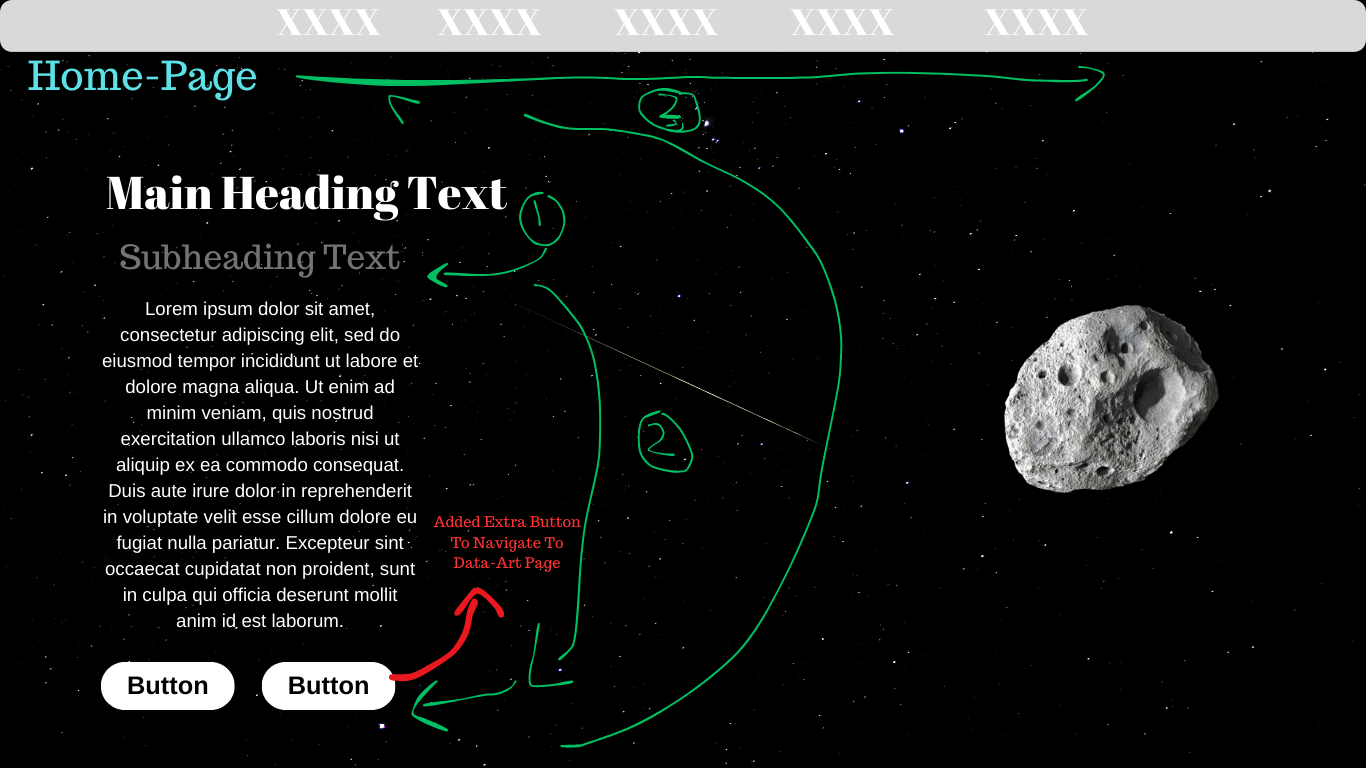 XXXX XXXX XXXX XXXX XXXX
Home-Page
2
Main Heading Text
1
Subheading Text
Lorem ipsum dolor sit amet,
consectetur adipiscing elit, sed do
eiusmod tempor incididunt ut labore et
dolore magna aliqua. Ut enim ad
minim veniam, quis nostrud
exercitation ullamco laboris nisi ut
aliquip ex ea commodo consequat.
Duis aute irure dolor in reprehenderit
in voluptate velit esse cillum dolore eu
fugiat nulla pariatur. Excepteur sint
occaecat cupidatat non proident, sunt
in culpa qui officia deserunt mollit
anim id est laborum.
2
Added Extra Button
To Navigate To
Data-Art Page
Button Button